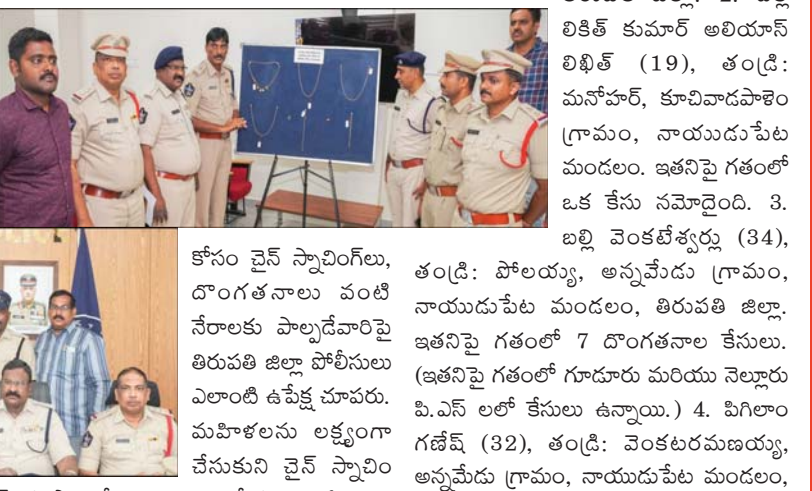 కోసం చైన్ స్నాచింగ్‌లు,
దొంగతనాలు వంటి
నేరాలకు పాల్పడేవారిపై
తిరుపతి జిల్లా పోలీసులు
ఎలాంటి ఉపేక్ష చూపరు.
మహిళలను లక్ష్యంగా
చేసుకుని చైన్ స్నాచిం
లికిత్ కుమార్ అలియాస్
లిఖిత్ (19), తండ్రి:
మనోహర్, కూచివాడపాళెం
గ్రామం, నాయుడుపేట
మండలం. ఇతనిపై గతంలో
ఒక కేసు నమోదైంది. 3.
బల్లి వెంకటేశ్వర్లు (34),
తండ్రి: పోలయ్య, అన్నమేడు గ్రామం,
నాయుడుపేట మండలం, తిరుపతి జిల్లా.
ఇతనిపై గతంలో 7 దొంగతనాల కేసులు.
(ఇతనిపై గతంలో గూడూరు మరియు నెల్లూరు
పి.ఎస్ లలో కేసులు ఉన్నాయి.) 4. పిగిలాం
గణేష్ (32), తండ్రి: వెంకటరమణయ్య,
అన్నమేడు గ్రామం, నాయుడుపేట మండలం,